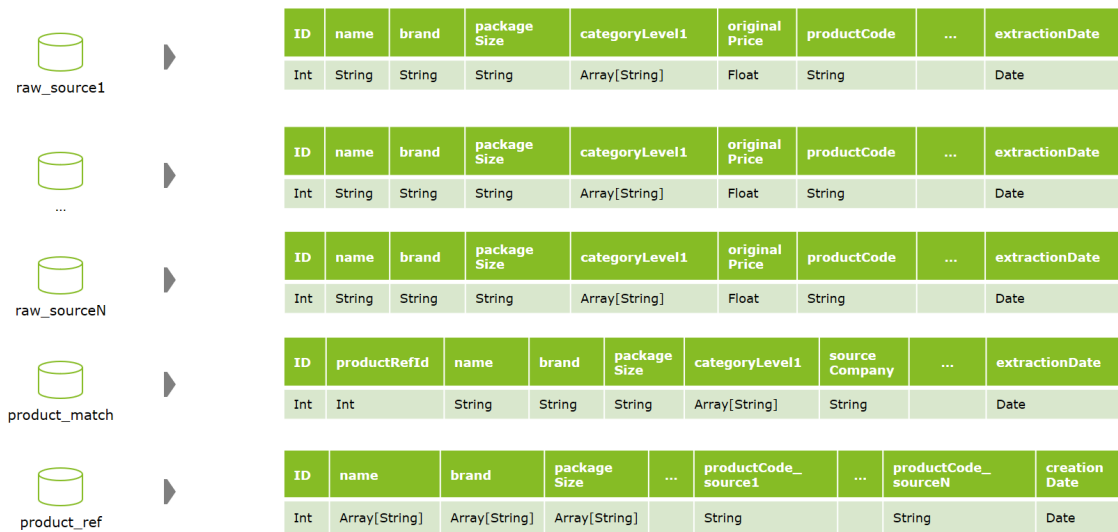 ID name brand package Size categoryLevel1 original Price productCode ... extractionDate
Int String String String Array[String] Float String Date
raw_source1
ID name brand package Size categoryLevel1 original Price productCode ... extractionDate
Int String String String Array[String] Float String Date
...
ID name brand package Size categoryLevel1 original Price productCode ... extractionDate
Int String String String Array[String] Float String Date
raw_sourceN
ID productRefId name brand package Size categoryLevel1 source Company ... extractionDate
Int Int String String String Array[String] String Date
product_match
ID name brand package Size ... productCode_ source1 ... productCode_ sourceN creation Date
Int Array[String] Array[String] Array[String] String String Date
product_ref